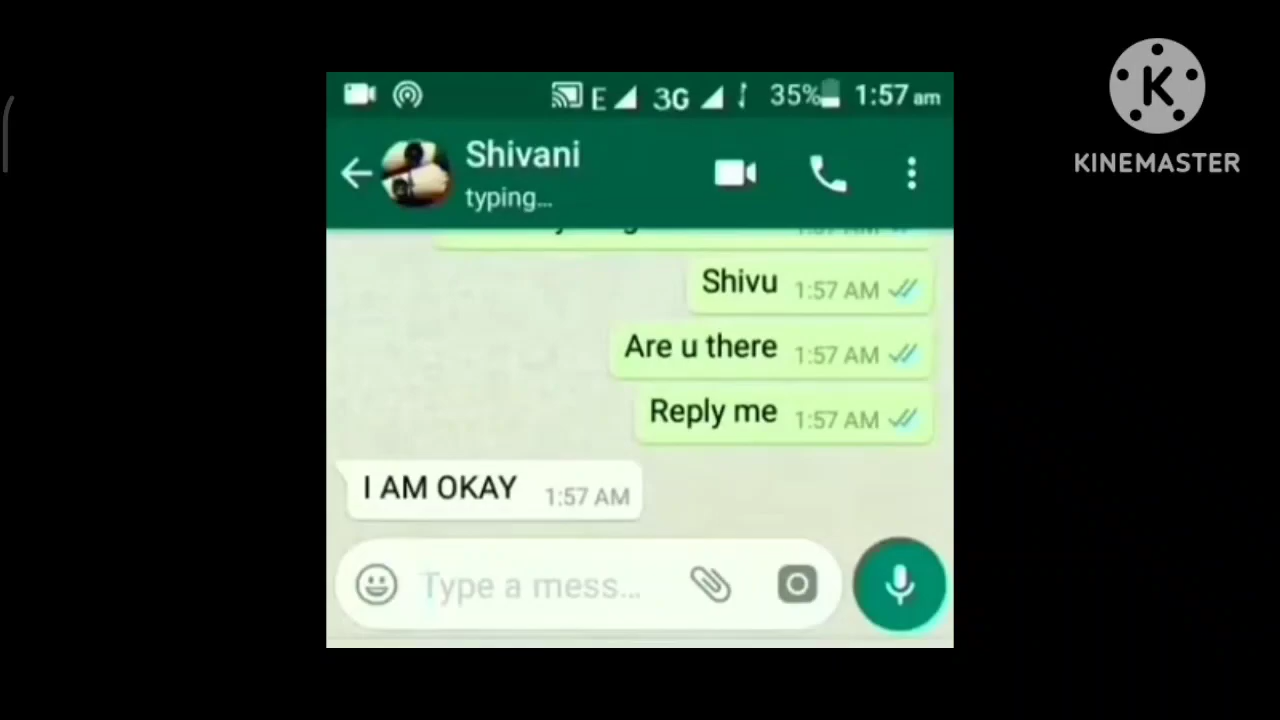 E 3G 35% 1:57 am
KINEMASTER
Shivani
typing...
Shivu 1:57 AM
Are u there 1:57 AM
Reply me 1:57 AM
I AM OKAY 1:57 AM
Type a mess...